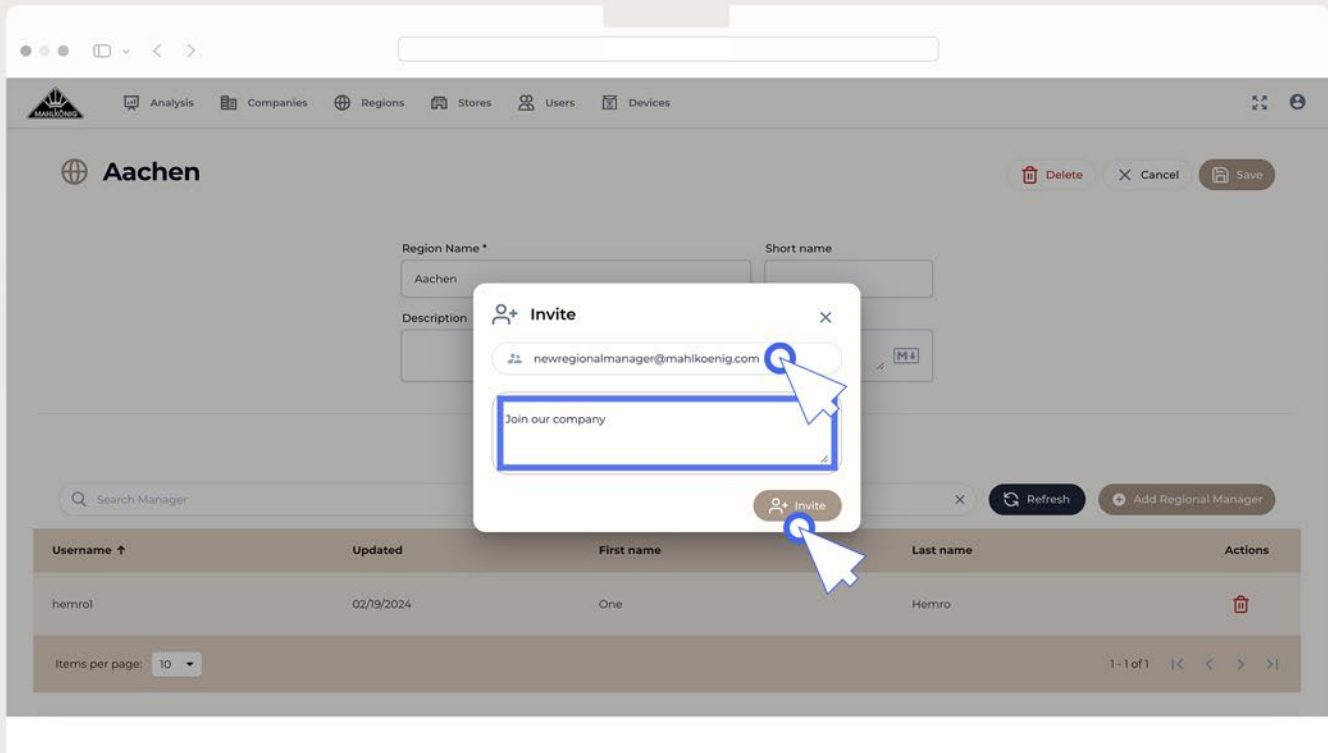 MAHLKÖNIG
Analysis Companies Regions Stores Users Devices
Aachen
Delete Cancel Save
Region Name * Short name
Aachen
Description
M
Invite
newregionalmanager@mahlkoenig.com
Join our company
Invite
Search Manager
Refresh Add Regional Manager
Username ↑ Updated First name Last name Actions
hemro1 02/19/2024 One Hemro
Items per page: 10 1 - 1 of 1